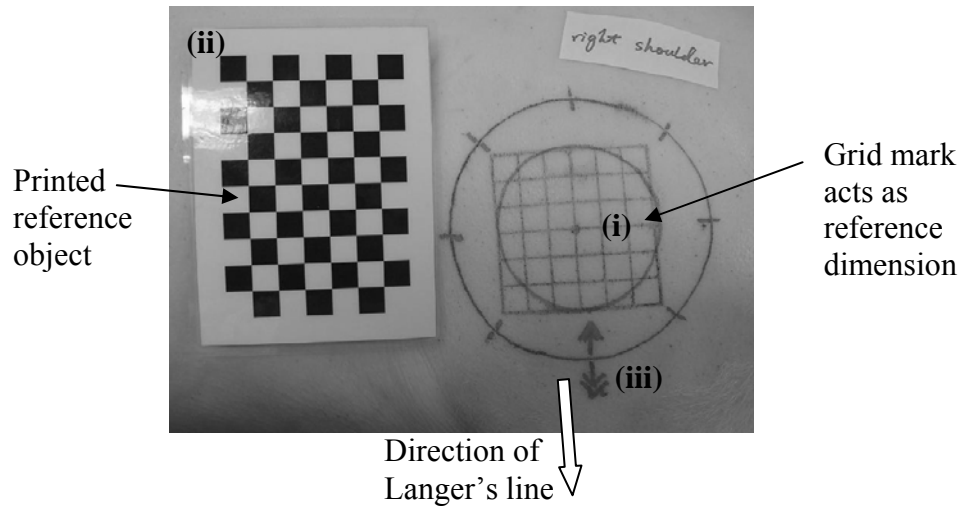 (ii)
right shoulder
Printed
reference
object
(i)
Grid mark
acts as
reference
dimension
(iii)
Direction of
Langer's line